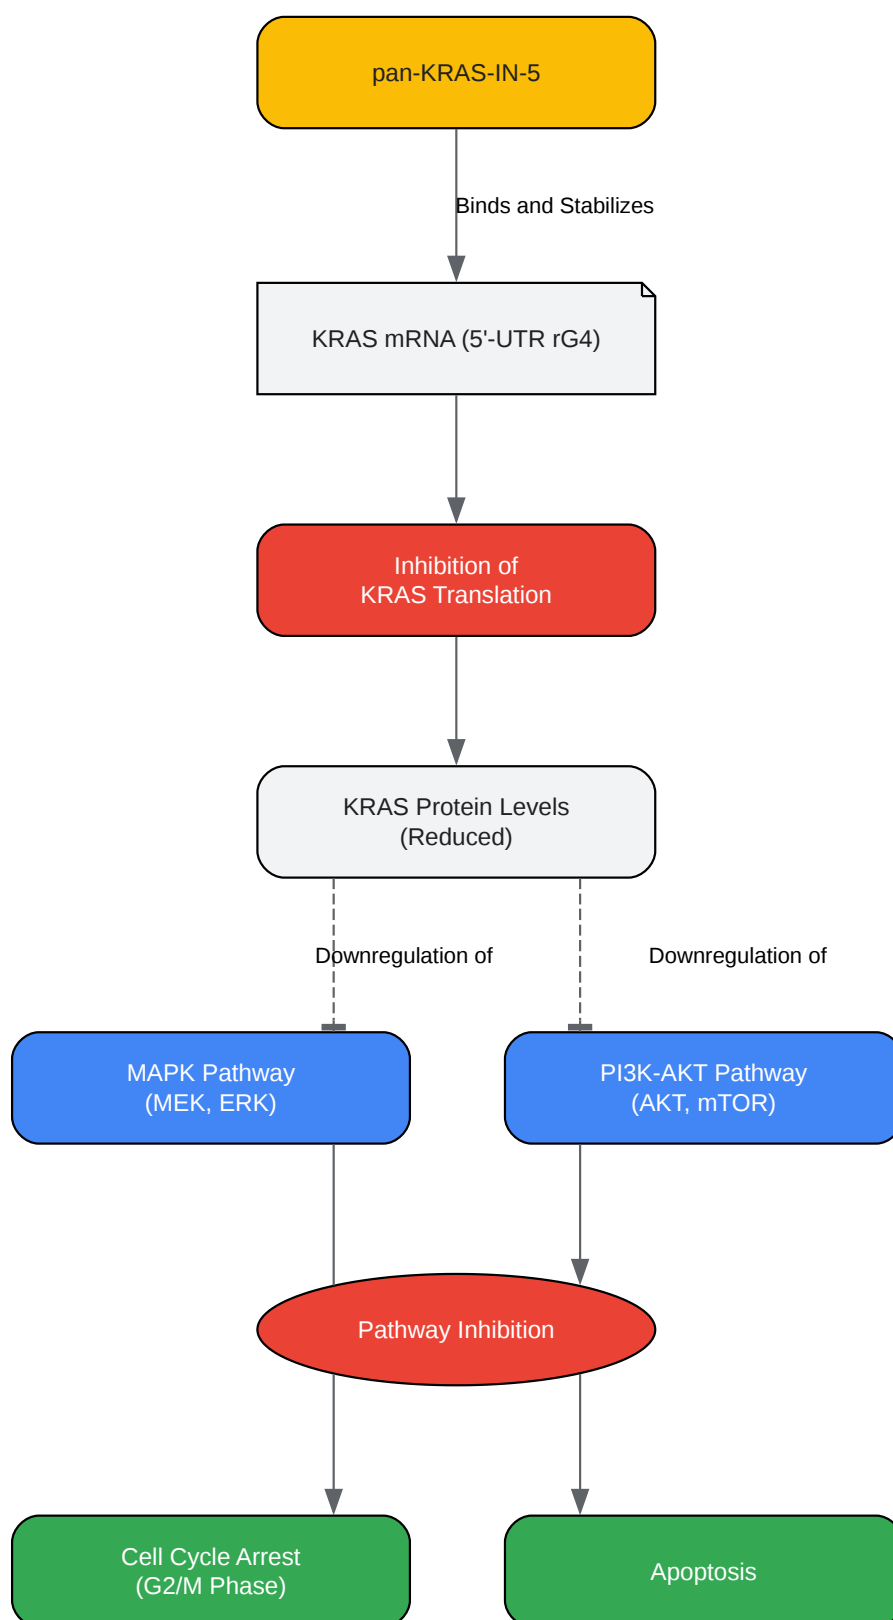 pan-KRAS-IN-5
Binds and Stabilizes
KRAS mRNA (5'-UTR rG4)
Inhibition of
KRAS Translation
KRAS Protein Levels
(Reduced)
Downregulation of
Downregulation of
MAPK Pathway
(MEK, ERK)
PI3K-AKT Pathway
(AKT, mTOR)
Pathway Inhibition
Cell Cycle Arrest
(G2/M Phase)
Apoptosis